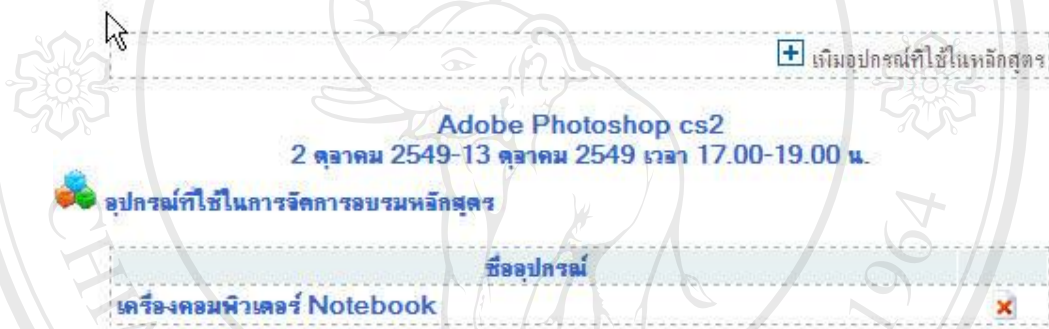 เพิ่มอุปกรณ์ที่ใช้ในหลักสูตร
Adobe Photoshop cs2
2 ตุลาคม 2549-13 ตุลาคม 2549 เวลา 17.00-19.00 น.
อุปกรณ์ที่ใช้ในการจัดการอบรมหลักสูตร
ชื่ออุปกรณ์
เครื่องคอมพิวเตอร์ Notebook
1964